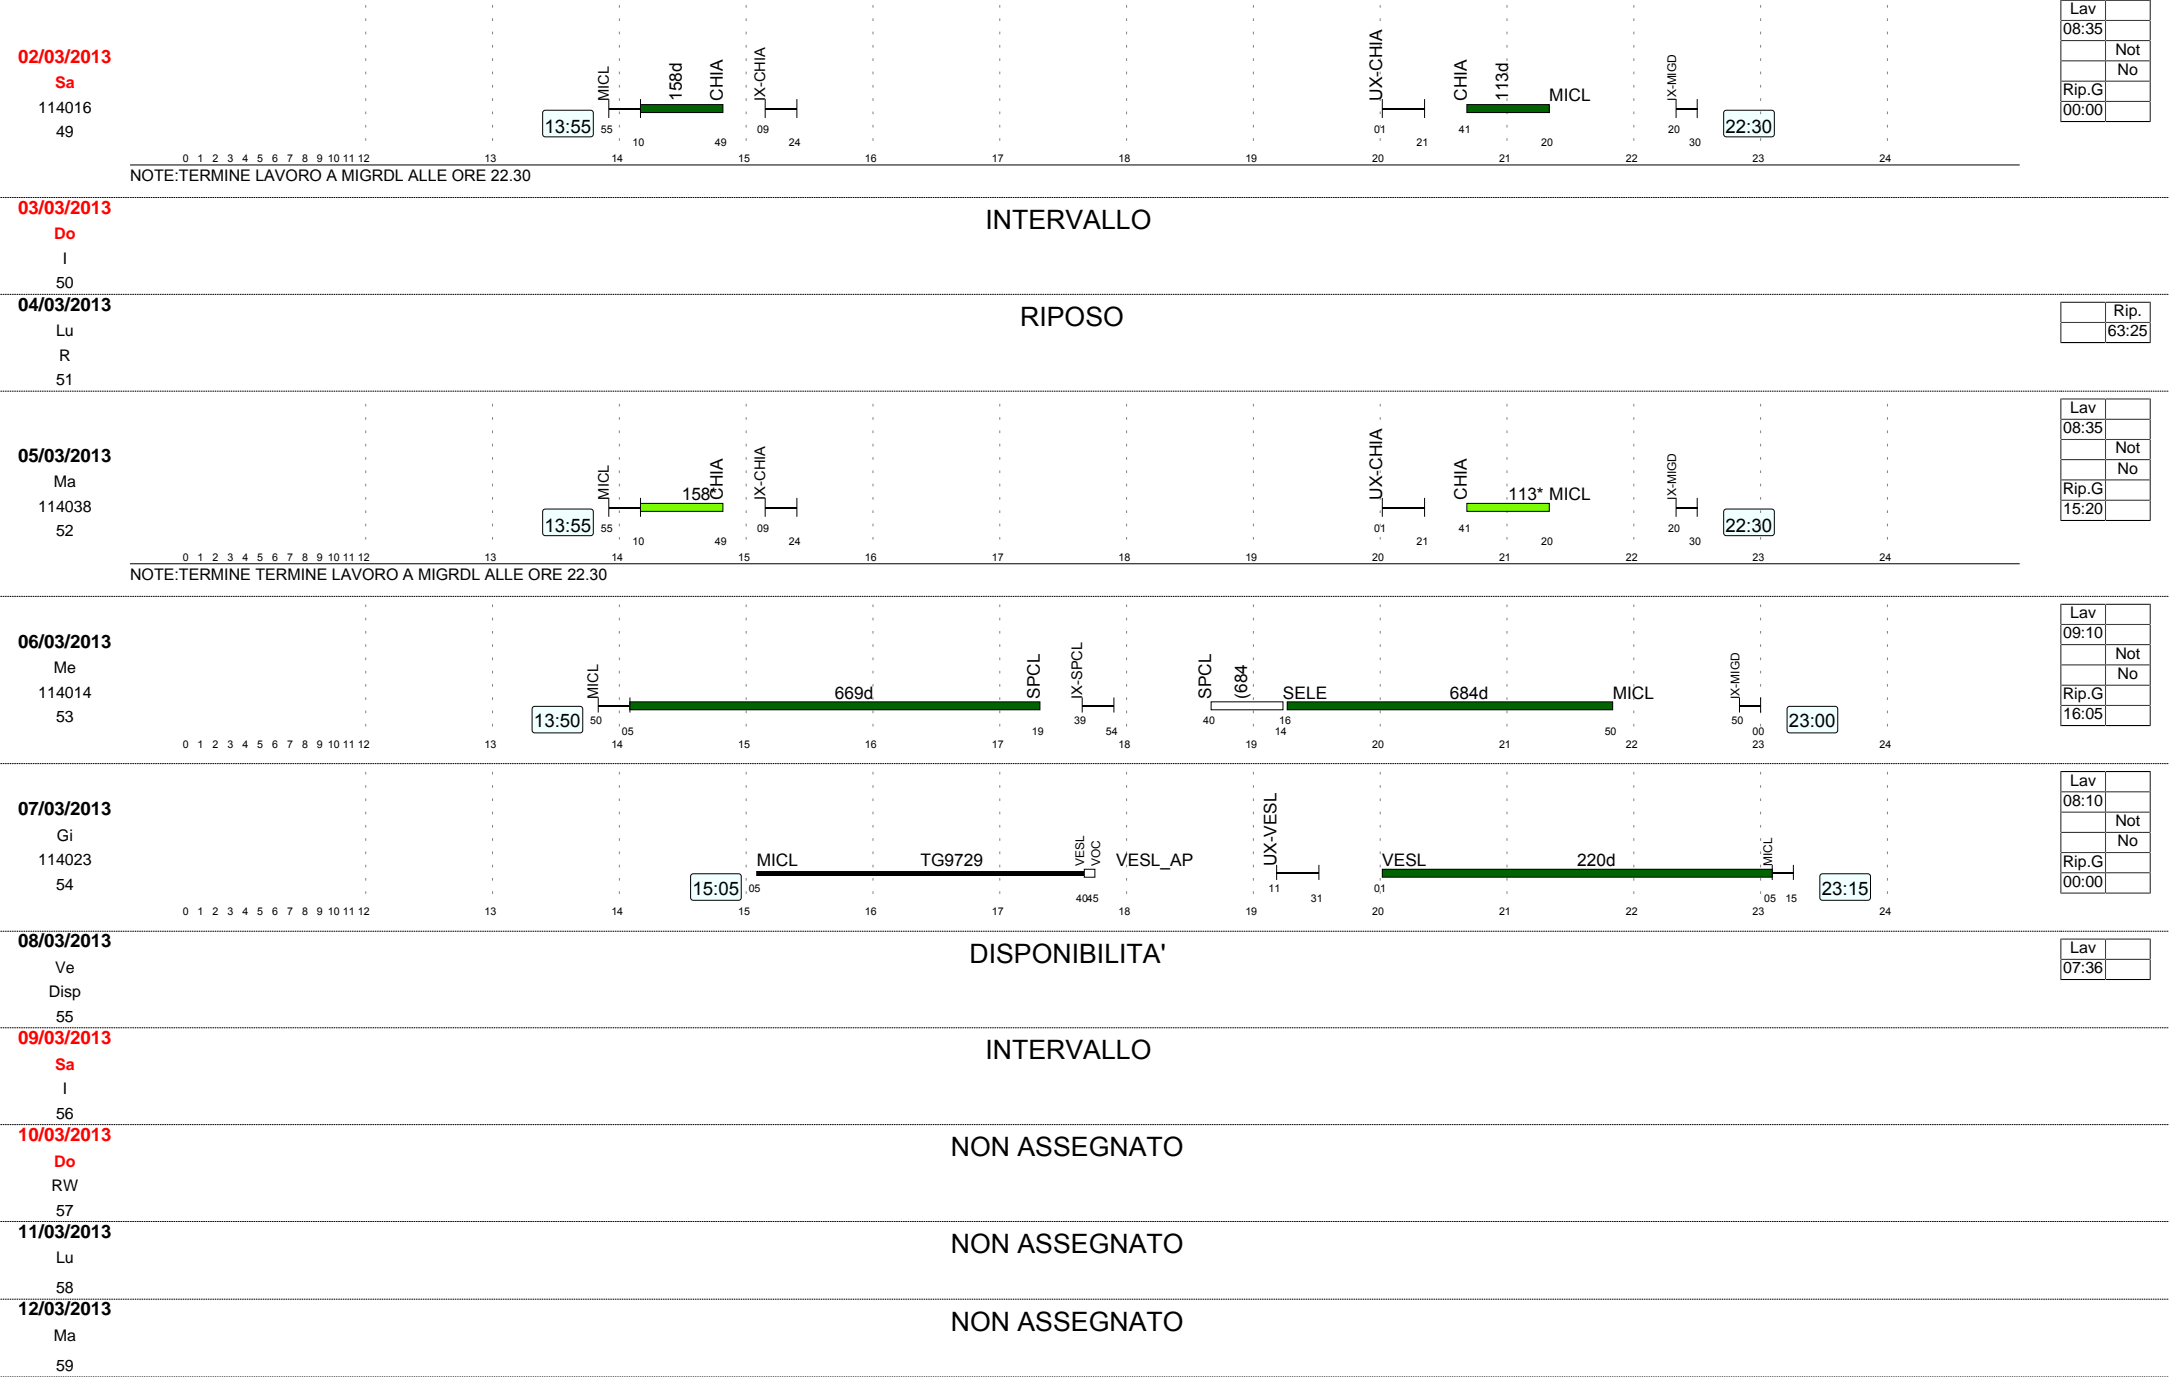 02/03/2013
Sa
114016
49
MICL 158d CHIA IX-CHIA UX-CHIA CHIA 113d MICL IX-MIGD
13:55 55 10 49 09 24 01 21 41 20 20 30 22:30
0 1 2 3 4 5 6 7 8 9 10 11 12 13 14 15 16 17 18 19 20 21 22 23 24
NOTE:TERMINE LAVORO A MIGRDL ALLE ORE 22.30
Lav
08:35
Not
No
Rip.G
00:00
03/03/2013
Do
I
50
INTERVALLO
04/03/2013
Lu
R
51
RIPOSO
Rip.
63:25
05/03/2013
Ma
114038
52
MICL 158* CHIA IX-CHIA UX-CHIA CHIA 113* MICL IX-MIGD
13:55 55 10 49 09 24 01 21 41 20 20 30 22:30
0 1 2 3 4 5 6 7 8 9 10 11 12 13 14 15 16 17 18 19 20 21 22 23 24
NOTE:TERMINE TERMINE LAVORO A MIGRDL ALLE ORE 22.30
Lav
08:35
Not
No
Rip.G
15:20
06/03/2013
Me
114014
53
MICL 669d SPCL IX-SPCL SPCL (684 SELE 684d MICL IX-MIGD
13:50 50 05 19 39 54 40 14 16 50 50 00 23:00
0 1 2 3 4 5 6 7 8 9 10 11 12 13 14 15 16 17 18 19 20 21 22 23 24
Lav
09:10
Not
No
Rip.G
16:05
07/03/2013
Gi
114023
54
MICL TG9729 VESL VOC VESL_AP UX-VESL VESL 220d MICL
15:05 05 40 45 11 31 01 05 15 23:15
0 1 2 3 4 5 6 7 8 9 10 11 12 13 14 15 16 17 18 19 20 21 22 23 24
Lav
08:10
Not
No
Rip.G
00:00
08/03/2013
Ve
Disp
55
DISPONIBILITA'
Lav
07:36
09/03/2013
Sa
I
56
INTERVALLO
10/03/2013
Do
RW
57
NON ASSEGNATO
11/03/2013
Lu
58
NON ASSEGNATO
12/03/2013
Ma
59
NON ASSEGNATO